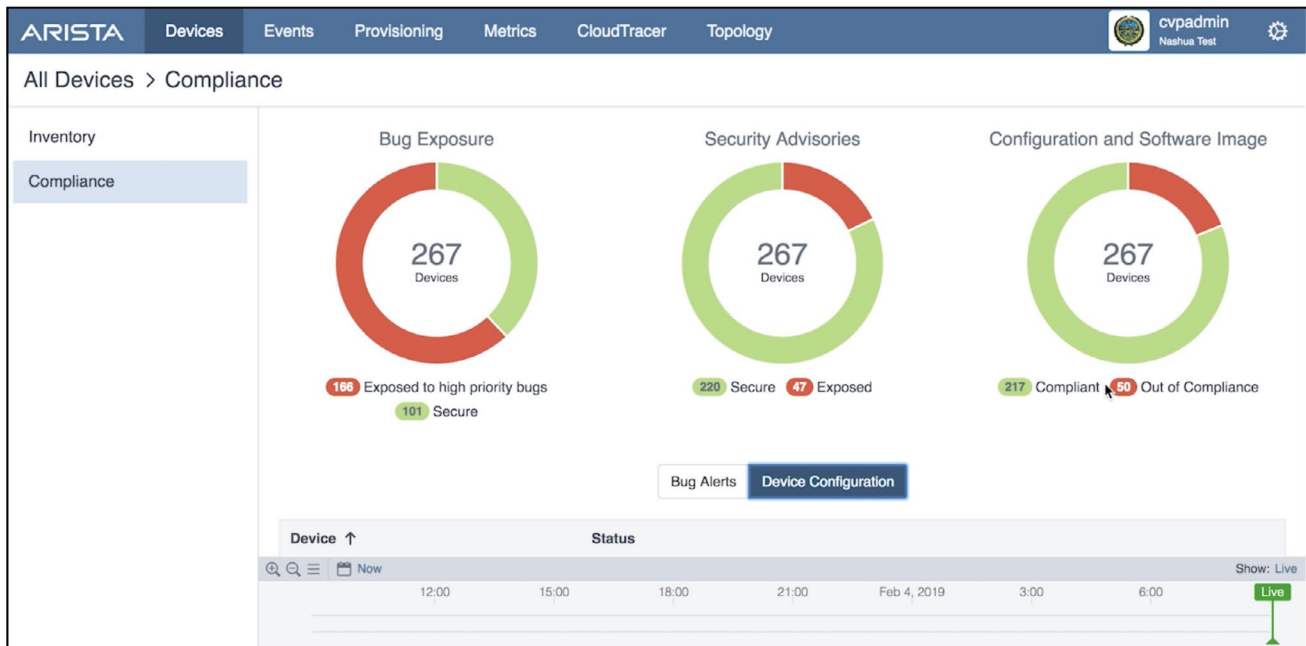 ARISTA Devices Events Provisioning Metrics CloudTracer Topology cvpadmin
Nashua Test
All Devices > Compliance
Inventory
Compliance
Bug Exposure
267
Devices
166 Exposed to high priority bugs
101 Secure
Security Advisories
267
Devices
220 Secure 47 Exposed
Configuration and Software Image
267
Devices
217 Compliant 50 Out of Compliance
Bug Alerts Device Configuration
Device ↑ Status
Now Show: Live
12:00 15:00 18:00 21:00 Feb 4, 2019 3:00 6:00 Live